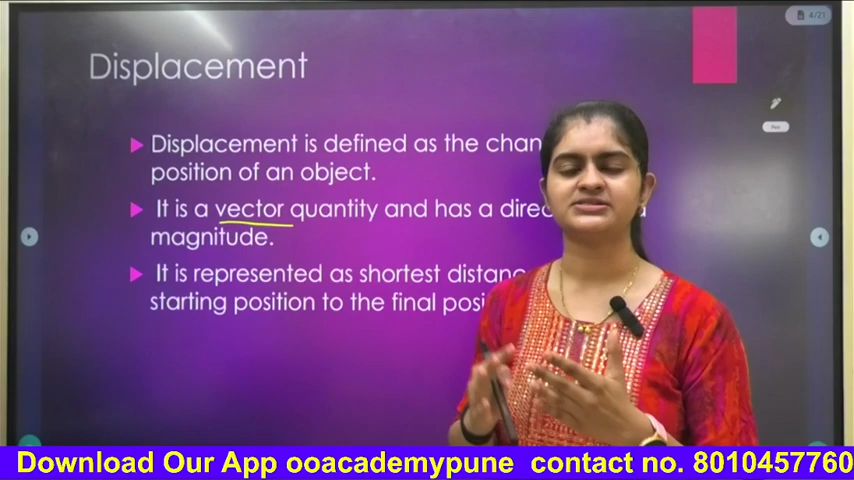 4/21
Displacement
Displacement is defined as the chan
position of an object.
Pen
It is a vector quantity and has a direc
magnitude.
It is represented as shortest distanc
starting position to the final posi
Download Our App ooacademypune contact no. 8010457760